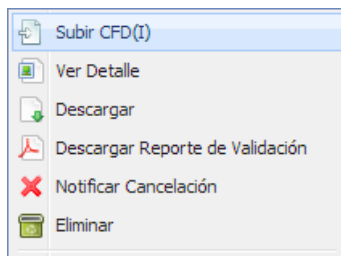 Subir CFD(I)
Ver Detalle
Descargar
Descargar Reporte de Validación
Notificar Cancelación
Eliminar